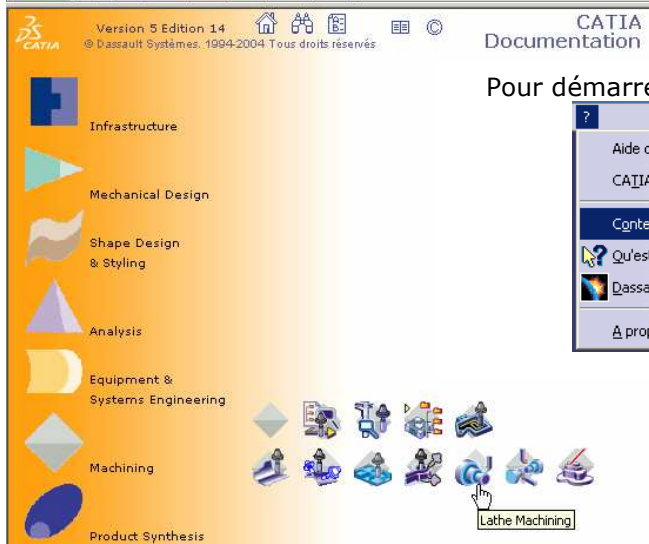 CATIA
Version 5 Edition 14
© Dassault Systèmes. 1994-2004 Tous droits réservés
CATIA
Documentation
Pour démarre
?
Aide c
CATIA
Conte
Qu'est
Dassa
A prop
Infrastructure
Mechanical Design
Shape Design
& Styling
Analysis
Equipment &
Systems Engineering
Machining
Lathe Machining
Product Synthesis